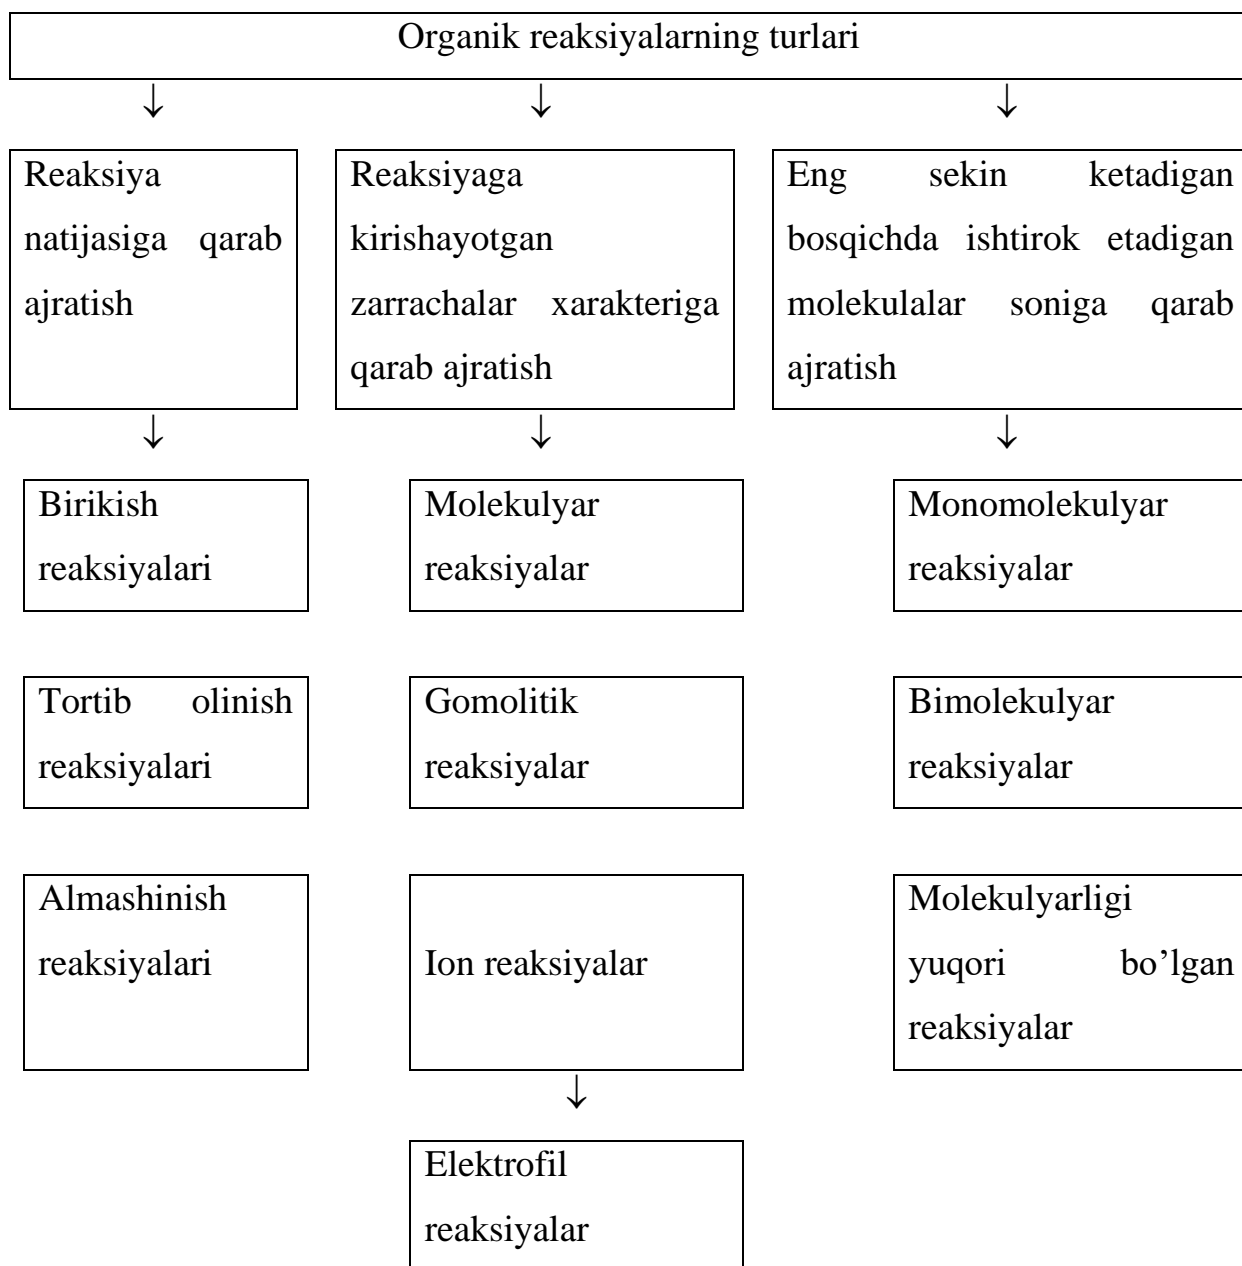 Organik reaksiyalarning turlari
↓ ↓ ↓
Reaksiya
natijasiga qarab
ajratish
Reaksiyaga
kirishayotgan
zarrachalar xarakteriga
qarab ajratish
Eng sekin ketadigan
bosqichda ishtirok etadigan
molekulalar soniga qarab
ajratish
↓ ↓ ↓
Birikish
reaksiyalari
Molekulyar
reaksiyalar
Monomolekulyar
reaksiyalar
Tortib olinish
reaksiyalari
Gomolitik
reaksiyalar
Bimolekulyar
reaksiyalar
Almashinish
reaksiyalari
Ion reaksiyalar
Molekulyarligi
yuqori bo’lgan
reaksiyalar
↓
Elektrofil
reaksiyalar